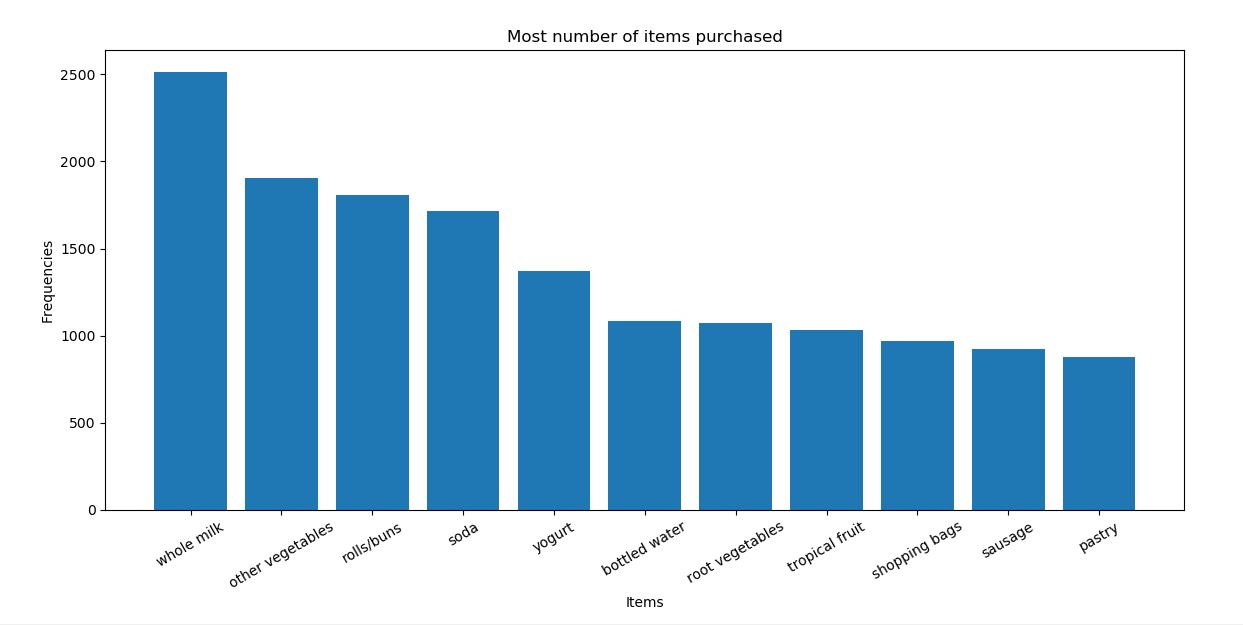 Most number of items purchased
2500
2000
1500
1000
500
0
Frequencies
whole milk
other vegetables
rolls/buns
soda
yogurt
bottled water
root vegetables
tropical fruit
shopping bags
sausage
pastry
Items